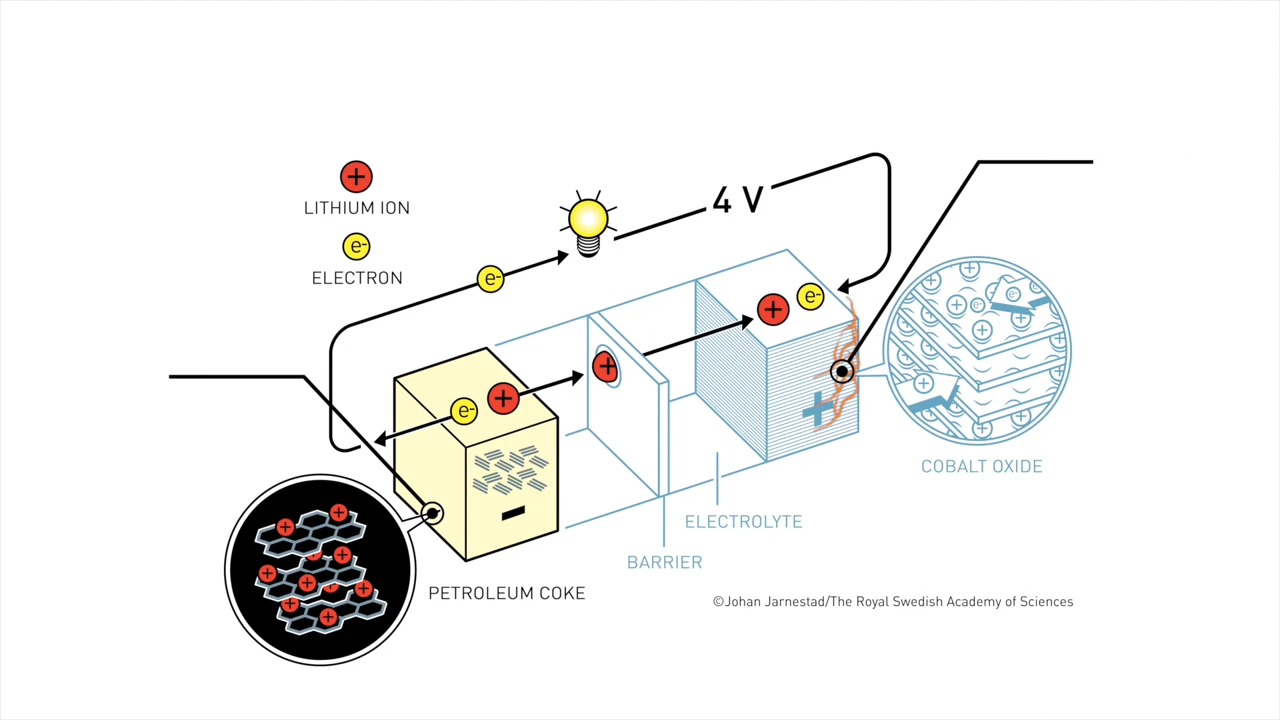 LITHIUM ION
e-
ELECTRON
e-
4 V
e-
e-
e-
e-
COBALT OXIDE
ELECTROLYTE
BARRIER
PETROLEUM COKE
©Johan Jarnestad/The Royal Swedish Academy of Sciences